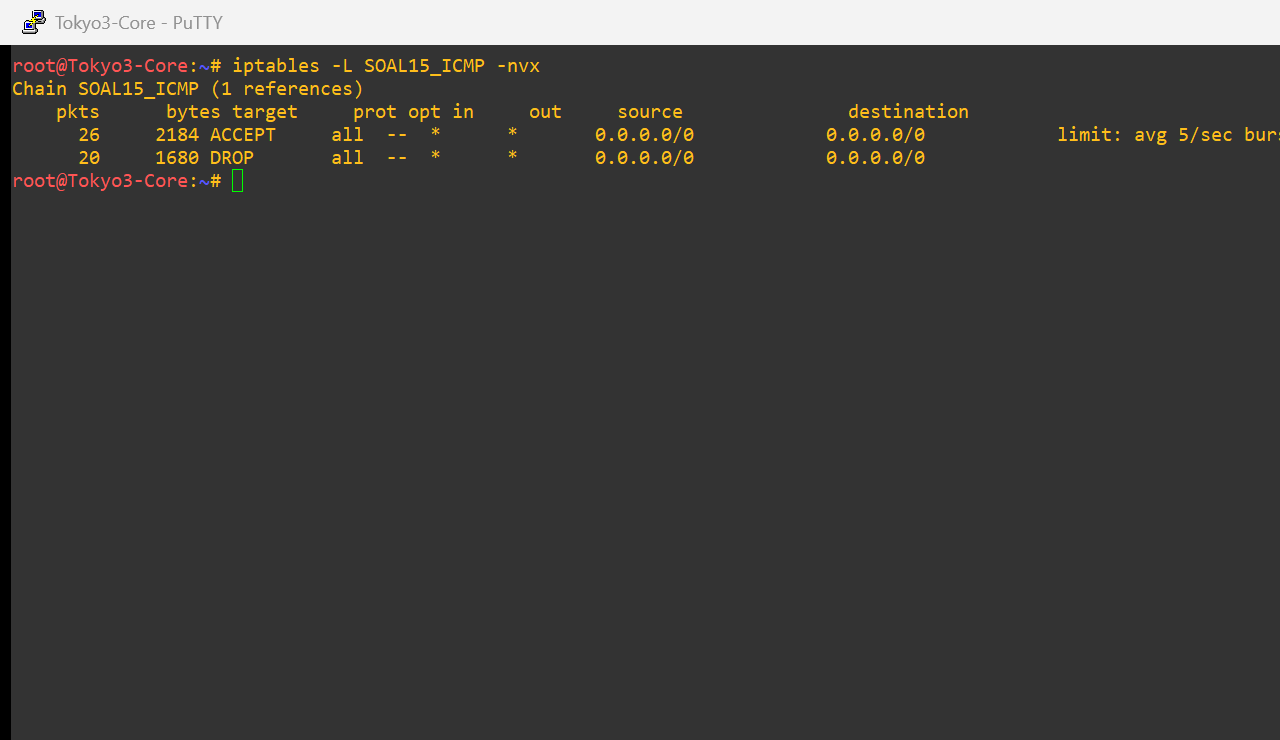 Tokyo3-Core - PuTTY
root@Tokyo3-Core:~# iptables -L SOAL15_ICMP -nvx
Chain SOAL15_ICMP (1 references)
    pkts      bytes target     prot opt in     out     source               destination
      26     2184 ACCEPT     all  --  *      *       0.0.0.0/0            0.0.0.0/0            limit: avg 5/sec bur
      20     1680 DROP       all  --  *      *       0.0.0.0/0            0.0.0.0/0
root@Tokyo3-Core:~#